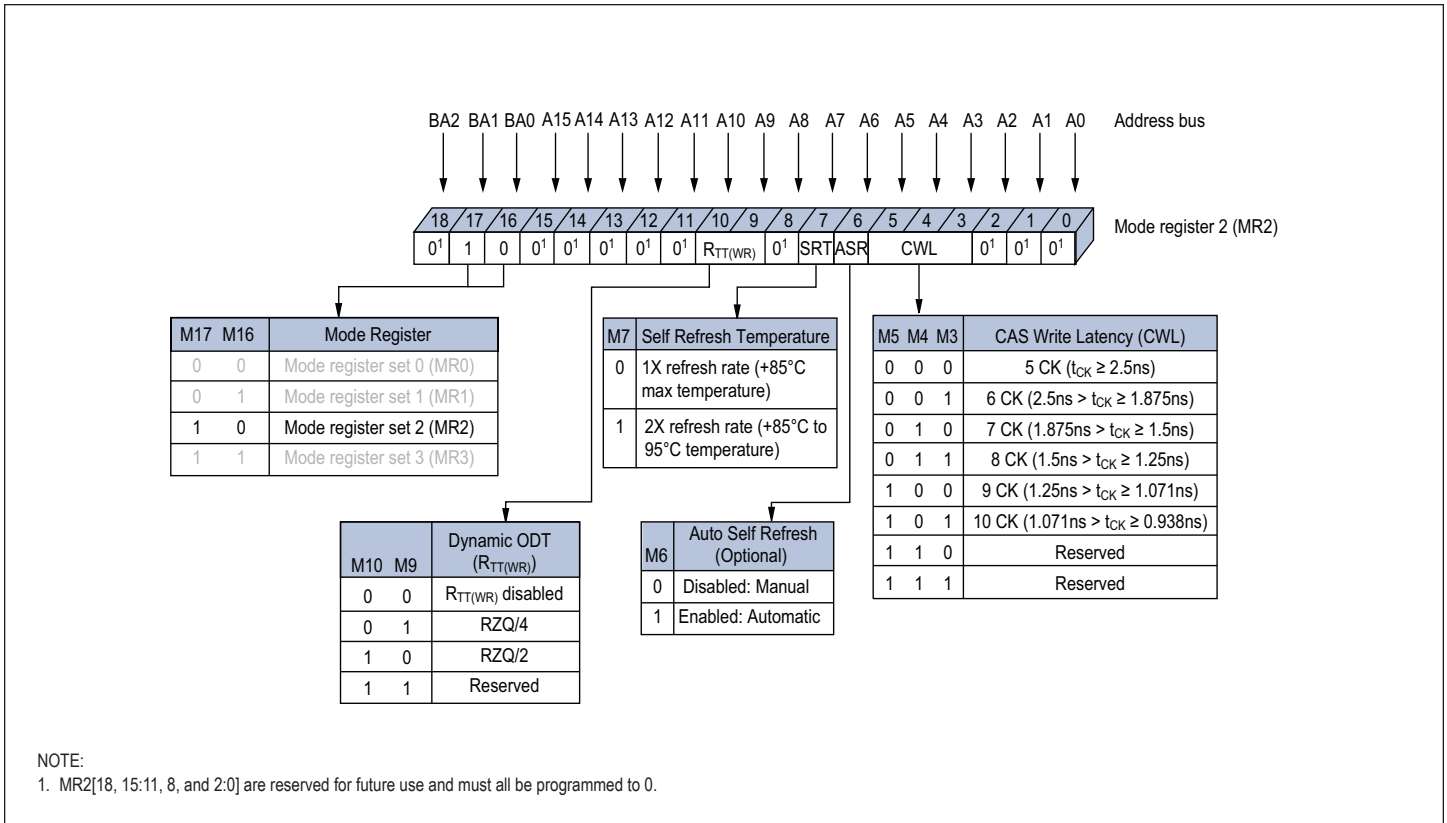 BA2 BA1 BA0 A15 A14 A13 A12 A11 A10 A9 A8 A7 A6 A5 A4 A3 A2 A1 A0 Address bus
18 17 16 15 14 13 12 11 10 9 8 7 6 5 4 3 2 1 0
Mode register 2 (MR2)
0¹ 1 0 0¹ 0¹ 0¹ 0¹ 0¹ RTT(WR) 0¹ SRT ASR CWL 0¹ 0¹ 0¹
M17 M16 Mode Register
0 0 Mode register set 0 (MR0)
0 1 Mode register set 1 (MR1)
1 0 Mode register set 2 (MR2)
1 1 Mode register set 3 (MR3)
M7 Self Refresh Temperature
0 1X refresh rate (+85°C
max temperature)
1 2X refresh rate (+85°C to
95°C temperature)
M5 M4 M3 CAS Write Latency (CWL)
0 0 0 5 CK (tCK ≥ 2.5ns)
0 0 1 6 CK (2.5ns > tCK ≥ 1.875ns)
0 1 0 7 CK (1.875ns > tCK ≥ 1.5ns)
0 1 1 8 CK (1.5ns > tCK ≥ 1.25ns)
1 0 0 9 CK (1.25ns > tCK ≥ 1.071ns)
1 0 1 10 CK (1.071ns > tCK ≥ 0.938ns)
1 1 0 Reserved
1 1 1 Reserved
Dynamic ODT
M10 M9 (RTT(WR))
0 0 RTT(WR) disabled
0 1 RZQ/4
1 0 RZQ/2
1 1 Reserved
Auto Self Refresh
M6 (Optional)
0 Disabled: Manual
1 Enabled: Automatic
NOTE:
1. MR2[18, 15:11, 8, and 2:0] are reserved for future use and must all be programmed to 0.